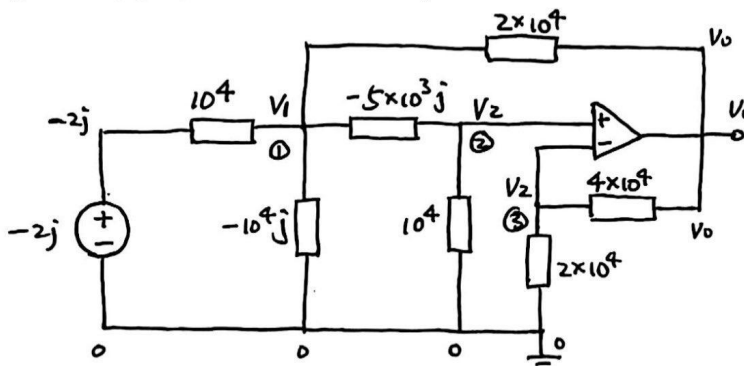 2×10⁴
V₀
10⁴
V₁
-5×10³j
V₂
-2j
①
②
+
-
V₀
V₂
4×10⁴
③
V₀
-2j
+
-
-10⁴j
10⁴
2×10⁴
0
0
0
0